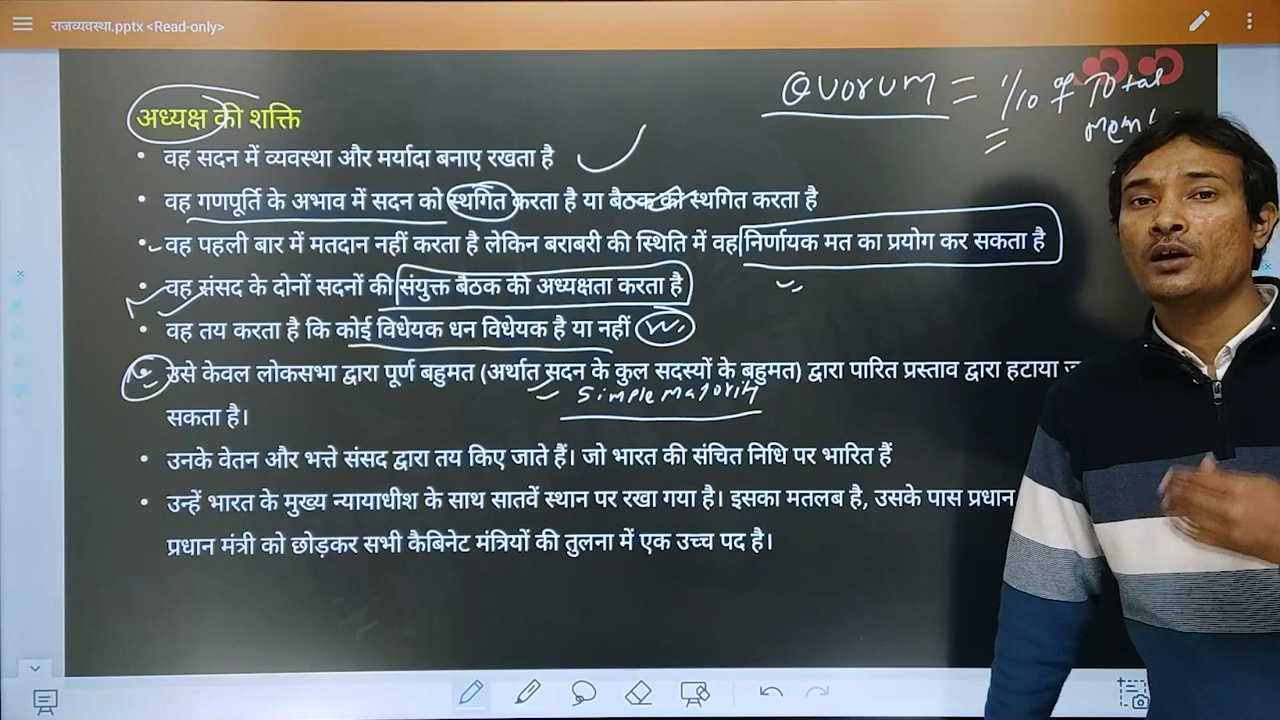 राजव्यवस्था.pptx <Read-only>
Quorum = 1/10 of Total
अध्यक्ष की शक्ति
• वह सदन में व्यवस्था और मर्यादा बनाए रखता है
• वह गणपूर्ति के अभाव में सदन को स्थगित करता है या बैठक को स्थगित करता है
• वह पहली बार में मतदान नहीं करता है लेकिन बराबरी की स्थिति में वह निर्णायक मत का प्रयोग कर सकता है
• वह संसद के दोनों सदनों की संयुक्त बैठक की अध्यक्षता करता है
• वह तय करता है कि कोई विधेयक धन विधेयक है या नहीं
उसे केवल लोकसभा द्वारा पूर्ण बहुमत (अर्थात् सदन के कुल सदस्यों के बहुमत) द्वारा पारित प्रस्ताव द्वारा हटाया
simple majority
सकता है।
• उनके वेतन और भत्ते संसद द्वारा तय किए जाते हैं। जो भारत की संचित निधि पर भारित हैं
• उन्हें भारत के मुख्य न्यायाधीश के साथ सातवें स्थान पर रखा गया है। इसका मतलब है, उसके पास प्रधान
प्रधान मंत्री को छोड़कर सभी कैबिनेट मंत्रियों की तुलना में एक उच्च पद है।